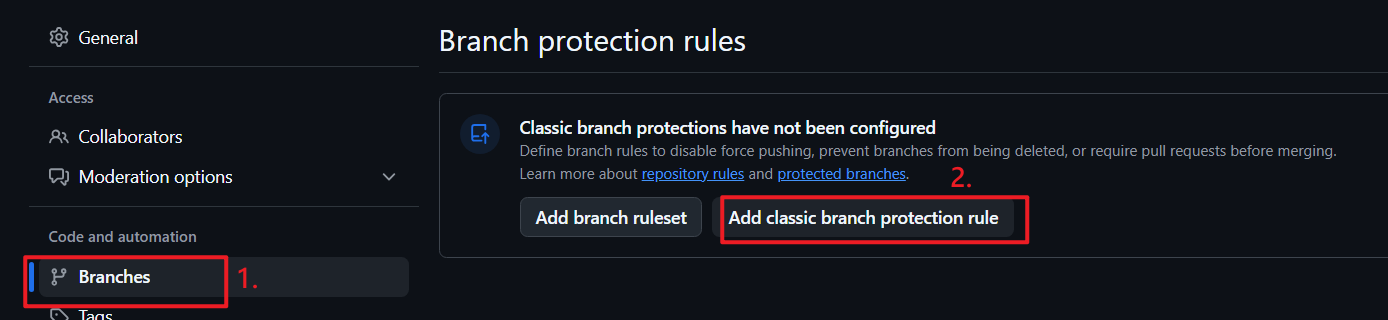 General
Access
Collaborators
Moderation options
Code and automation
Branches
1.
Tags
Branch protection rules
Classic branch protections have not been configured
Define branch rules to disable force pushing, prevent branches from being deleted, or require pull requests before merging.
Learn more about repository rules and protected branches.
2.
Add branch ruleset
Add classic branch protection rule